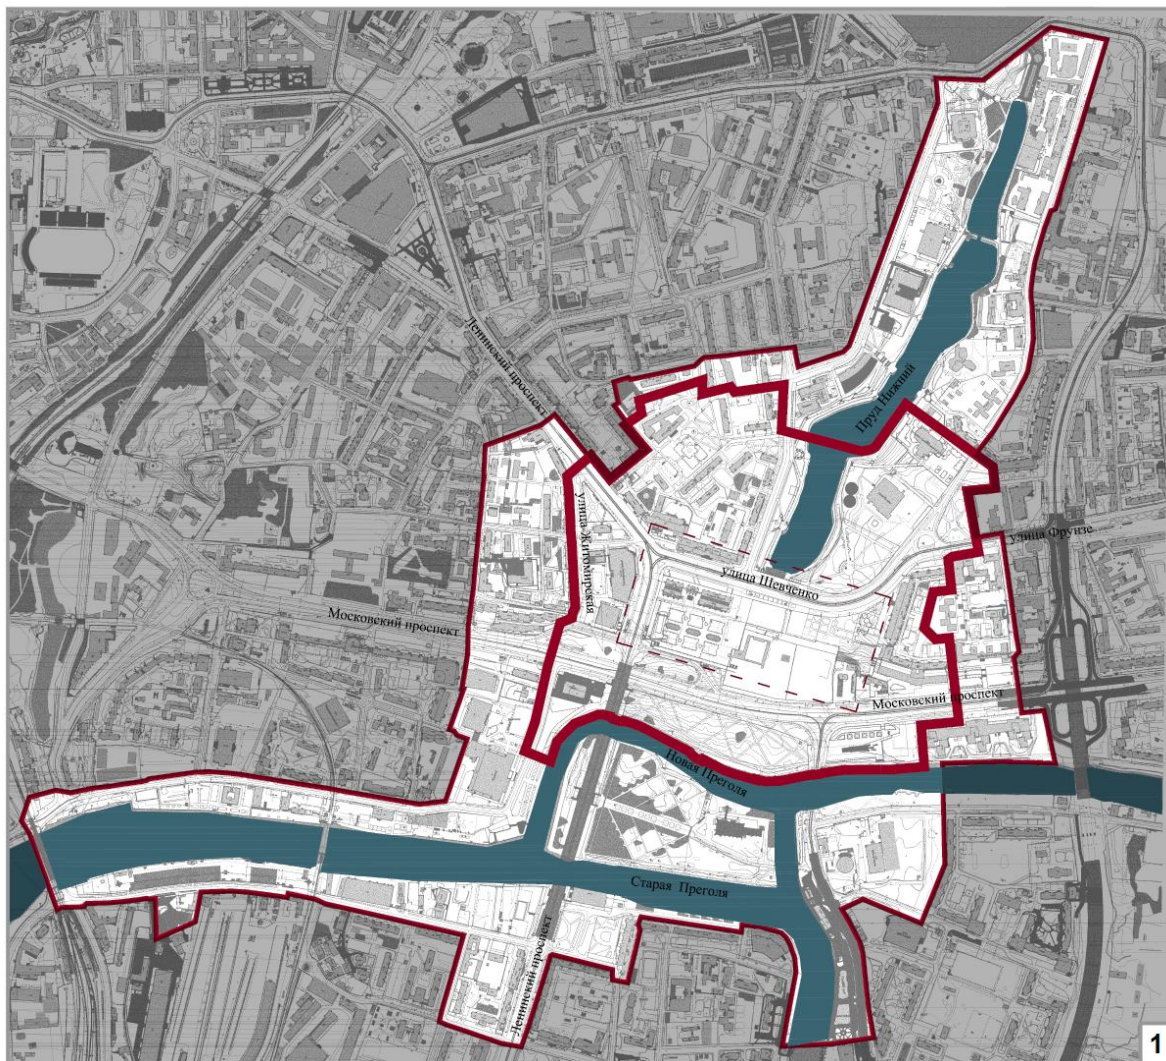 Ленинский проспект
Пруд Нижний
улица Житомирская
улица Фрунзе
улица Шевченко
Московский проспект
Московский проспект
Новая Преголя
Старая Преголя
Ленинский проспект
1